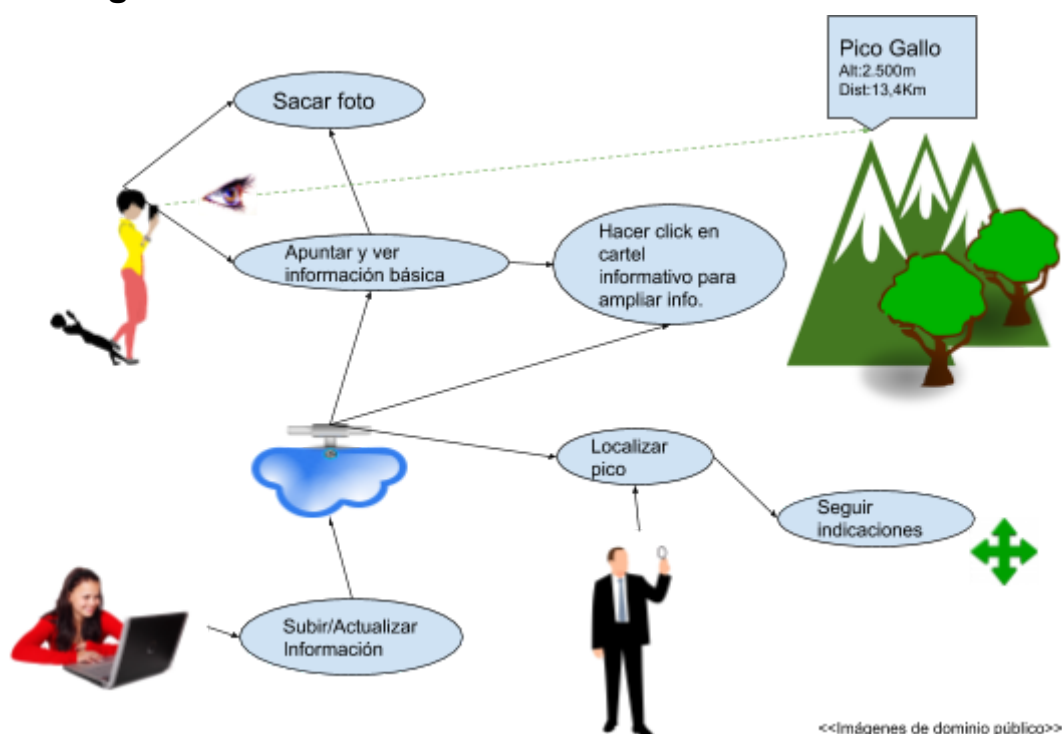 Pico Gallo
Alt:2.500m
Dist:13,4Km
Sacar foto
Apuntar y ver
información básica
Hacer click en
cartel
informativo para
ampliar info.
Localizar
pico
Seguir
indicaciones
Subir/Actualizar
Información
<<Imágenes de dominio público>>